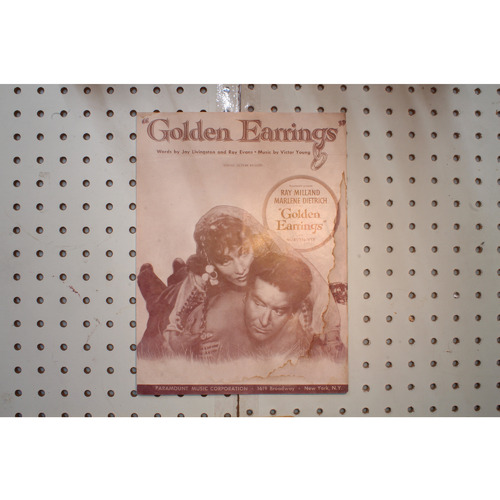 "Golden Earrings"
Words by Jay Livingston and Ray Evans • Music by Victor Young
RAY MILLAND
MARLENE DIETRICH
"Golden
Earrings"
PARAMOUNT MUSIC CORPORATION • 1619 Broadway • New York, N.Y.